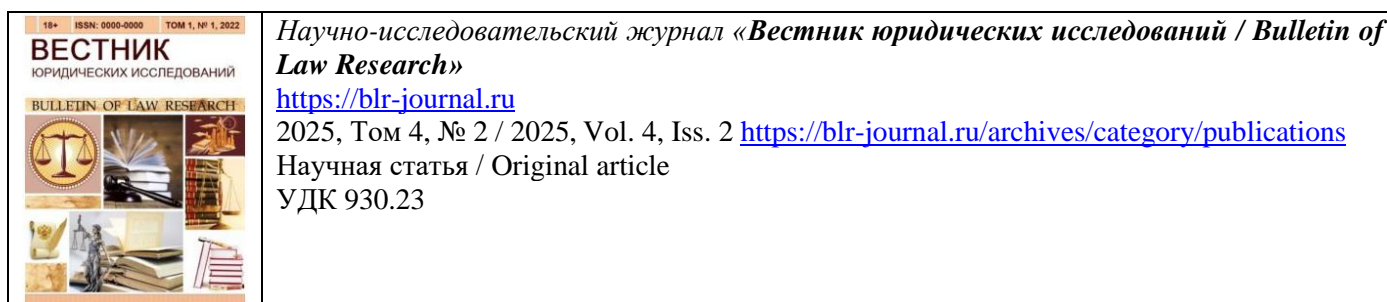 18+ ISSN: 0000-0000 ТОМ 1, № 1, 2022
ВЕСТНИК
ЮРИДИЧЕСКИХ ИССЛЕДОВАНИЙ
BULLETIN OF LAW RESEARCH
Научно-исследовательский журнал «Вестник юридических исследований / Bulletin of
Law Research»
https://blr-journal.ru
2025, Том 4, № 2 / 2025, Vol. 4, Iss. 2 https://blr-journal.ru/archives/category/publications
Научная статья / Original article
УДК 930.23